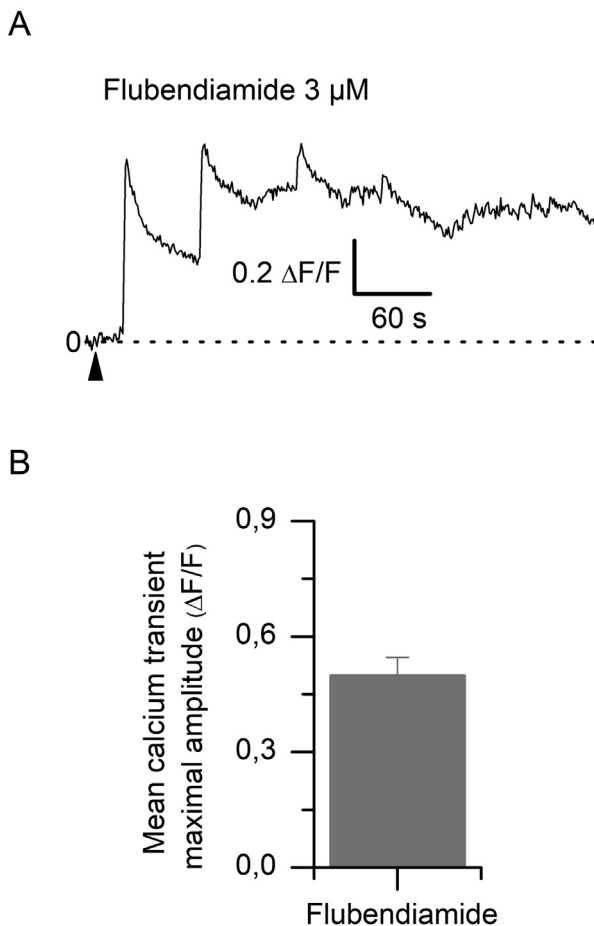 A
Flubendiamide 3 µM
0.2 ΔF/F
60 s
0
B
Mean calcium transient
maximal amplitude (ΔF/F)
0,9
0,6
0,3
0,0
Flubendiamide